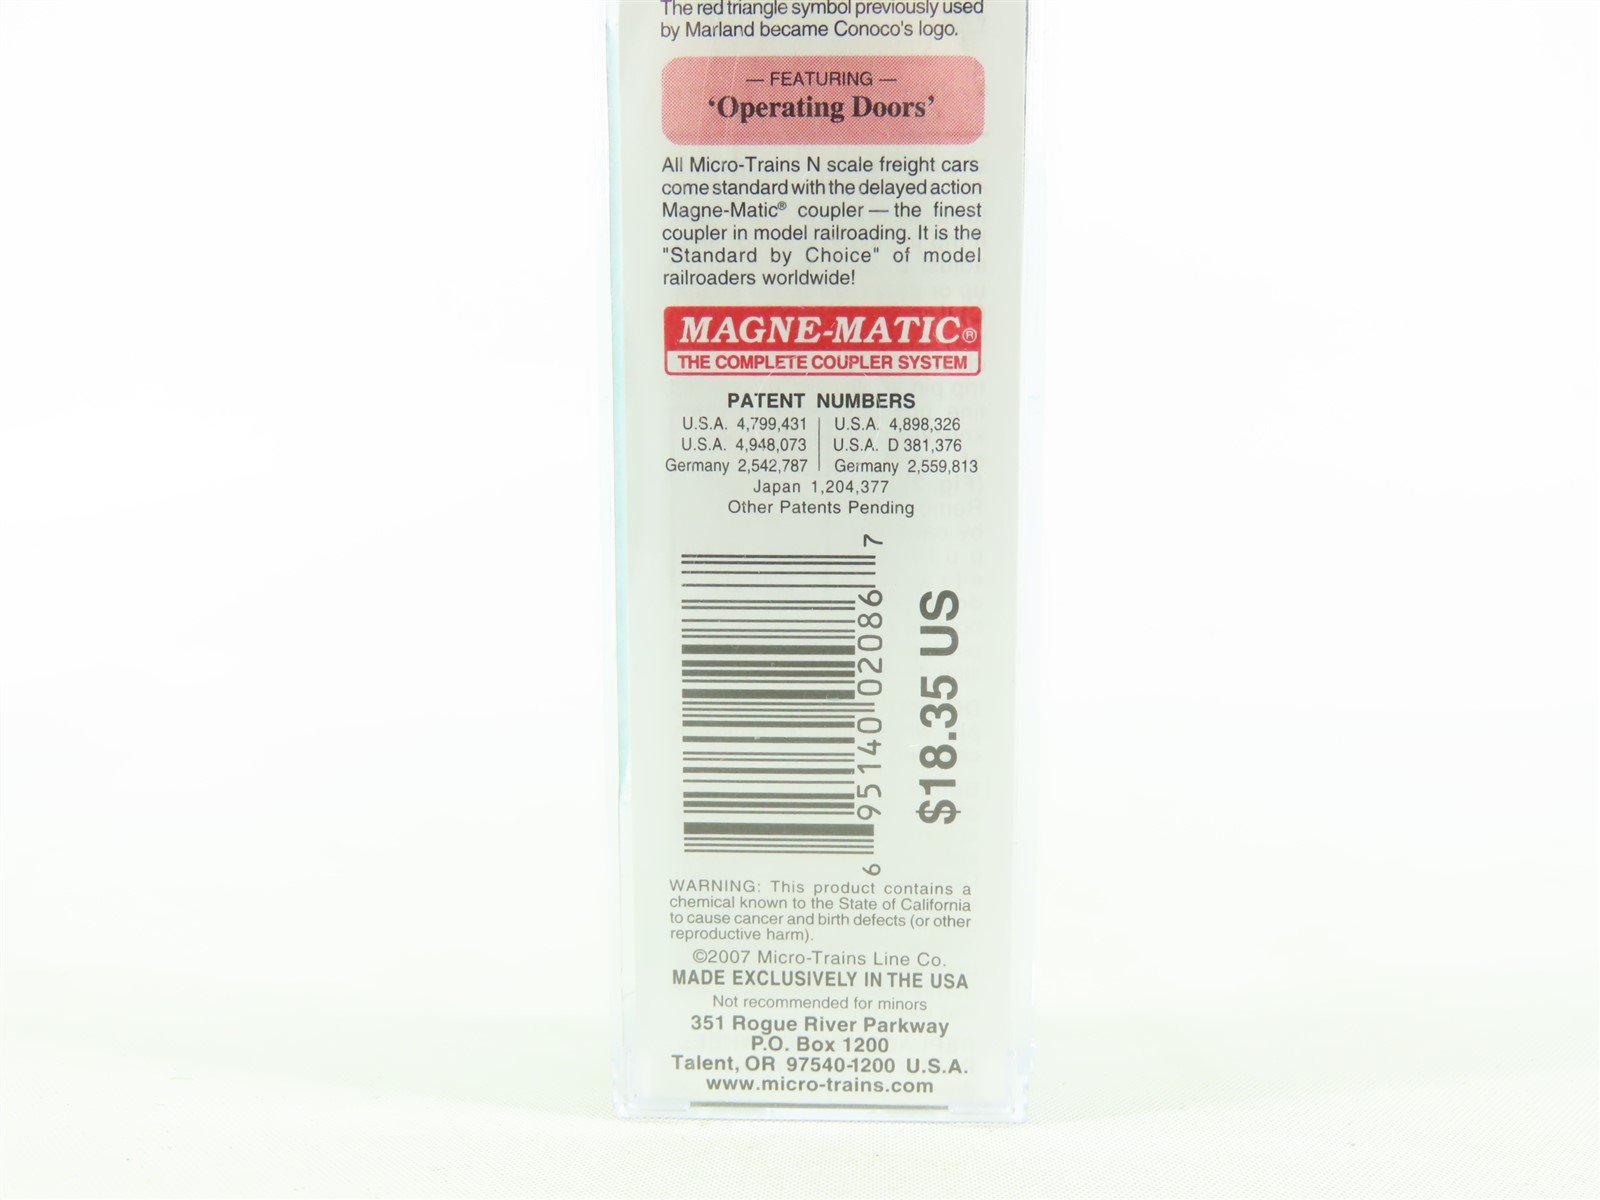 The red triangle symbol previously used
by Marland became Conoco's logo.
— FEATURING —
'Operating Doors'
All Micro-Trains N scale freight cars
come standard with the delayed action
Magne-Matic® coupler — the finest
coupler in model railroading. It is the
"Standard by Choice" of model
railroaders worldwide!
MAGNE-MATIC®
THE COMPLETE COUPLER SYSTEM
PATENT NUMBERS
U.S.A. 4,799,431 | U.S.A. 4,898,326
U.S.A. 4,948,073 | U.S.A. D 381,376
Germany 2,542,787 | Germany 2,559,813
Japan 1,204,377
Other Patents Pending
6 95140 02086 7
$18.35 US
WARNING: This product contains a
chemical known to the State of California
to cause cancer and birth defects (or other
reproductive harm).
©2007 Micro-Trains Line Co.
MADE EXCLUSIVELY IN THE USA
Not recommended for minors
351 Rogue River Parkway
P.O. Box 1200
Talent, OR 97540-1200 U.S.A.
www.micro-trains.com